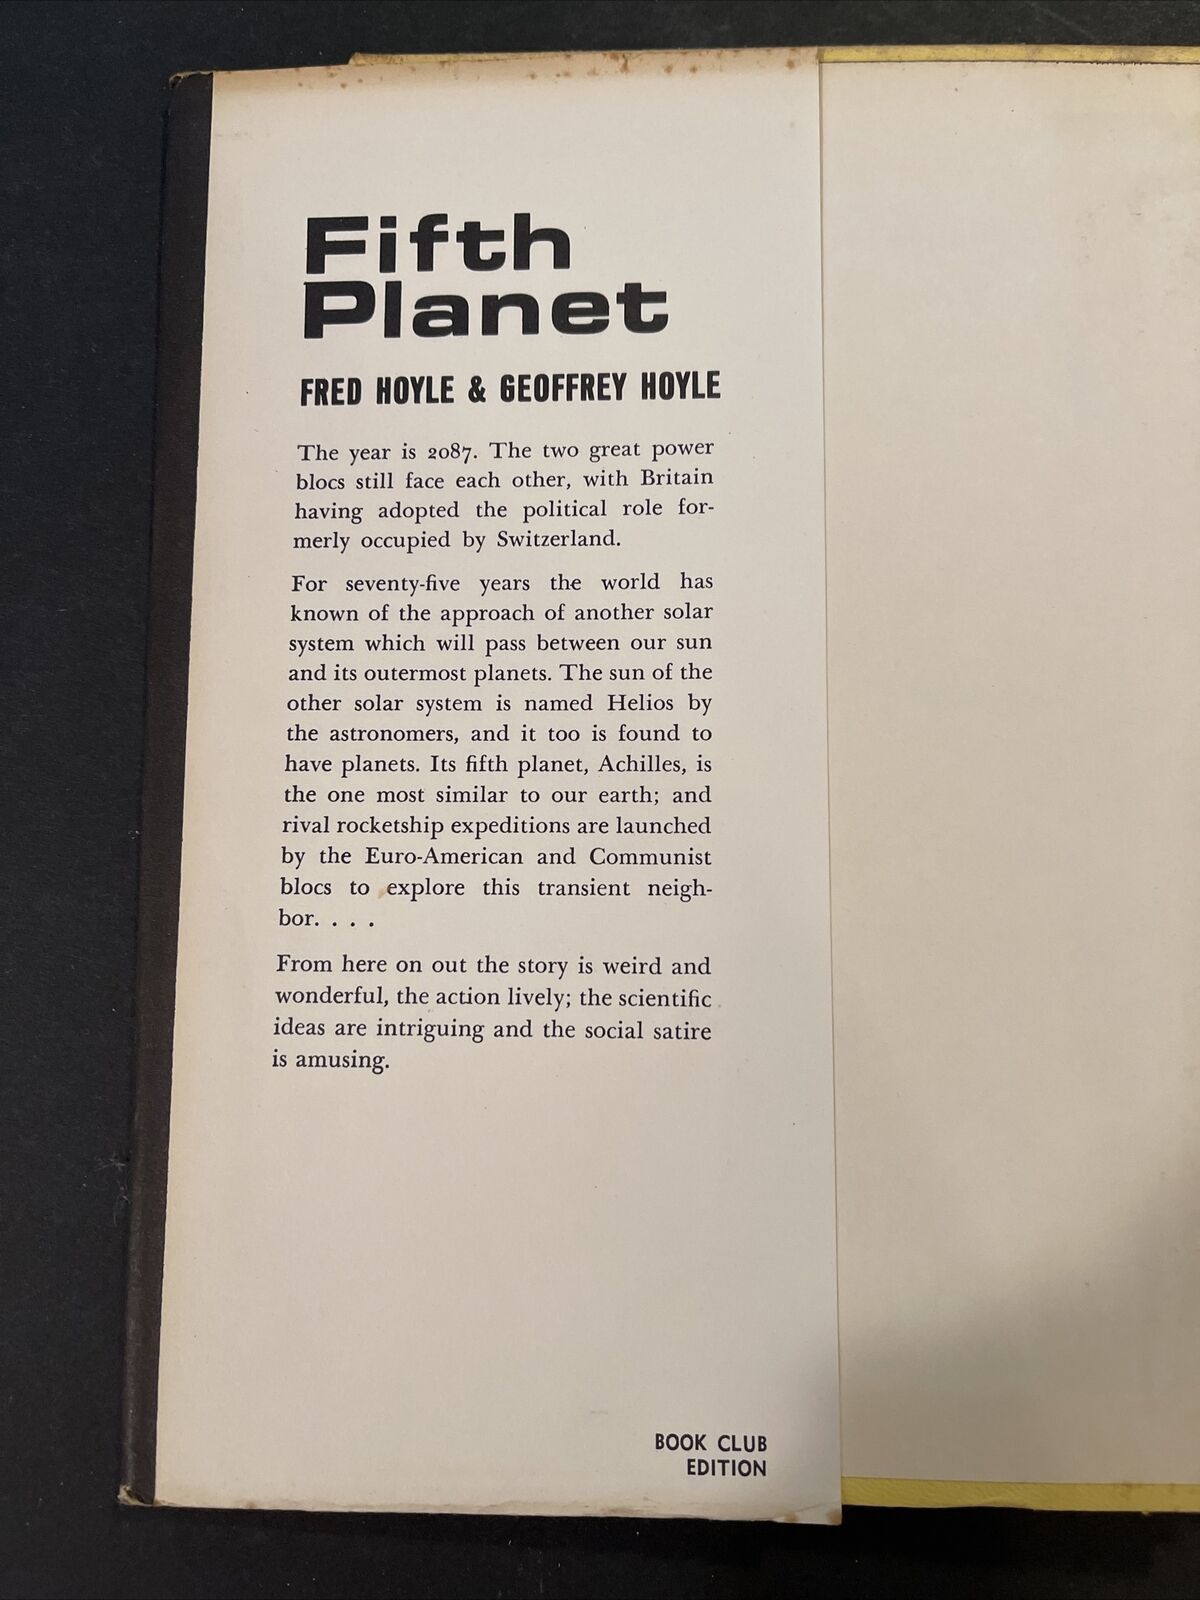 Fifth
Planet
FRED HOYLE & GEOFFREY HOYLE
The year is 2087. The two great power
blocs still face each other, with Britain
having adopted the political role for-
merly occupied by Switzerland.
For seventy-five years the world has
known of the approach of another solar
system which will pass between our sun
and its outermost planets. The sun of the
other solar system is named Helios by
the astronomers, and it too is found to
have planets. Its fifth planet, Achilles, is
the one most similar to our earth; and
rival rocketship expeditions are launched
by the Euro-American and Communist
blocs to explore this transient neigh-
bor. . . .
From here on out the story is weird and
wonderful, the action lively; the scientific
ideas are intriguing and the social satire
is amusing.
BOOK CLUB
EDITION